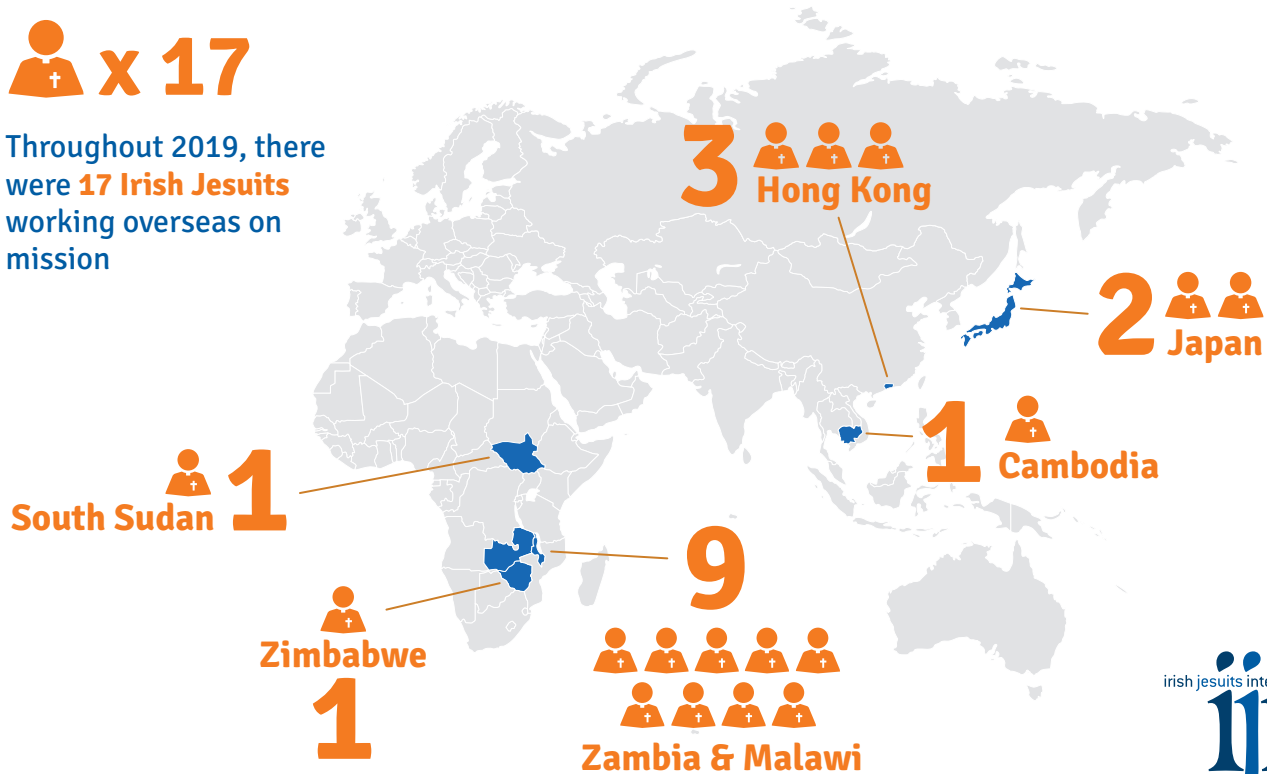 x 17
Throughout 2019, there
were 17 Irish Jesuits
working overseas on
mission
3
Hong Kong
2
Japan
1
Cambodia
South Sudan 1
9
Zambia & Malawi
Zimbabwe
1
irish jesuits